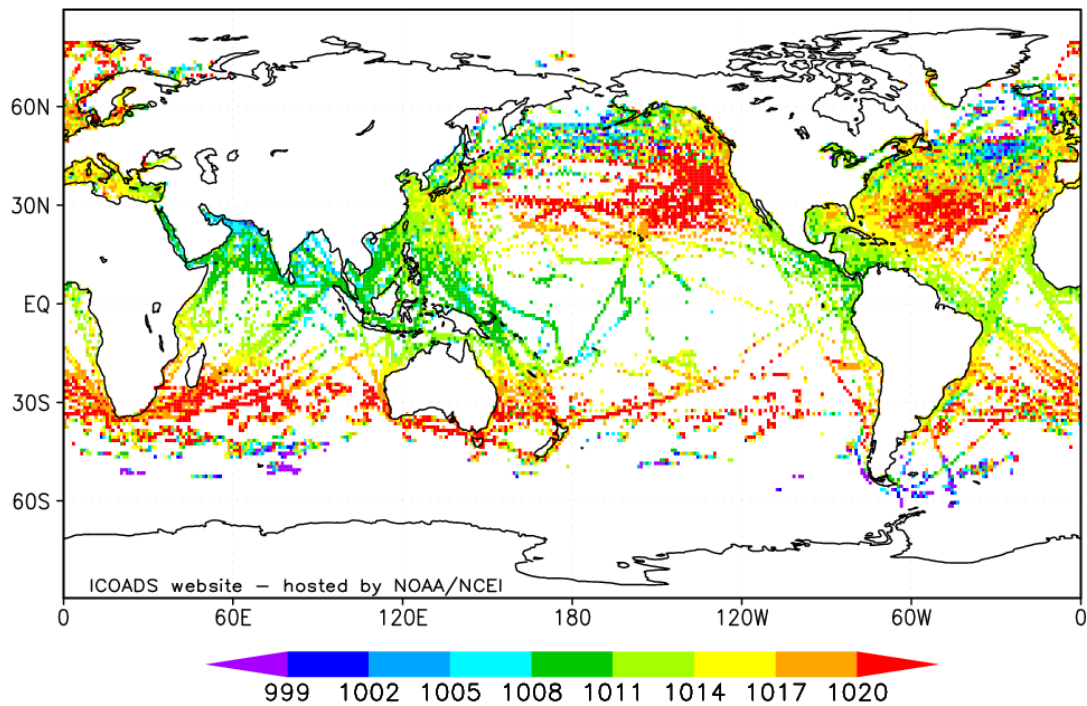 60N
30N
EQ
30S
60S
ICOADS website – hosted by NOAA/NCEI
0 60E 120E 180 120W 60W 0
999 1002 1005 1008 1011 1014 1017 1020